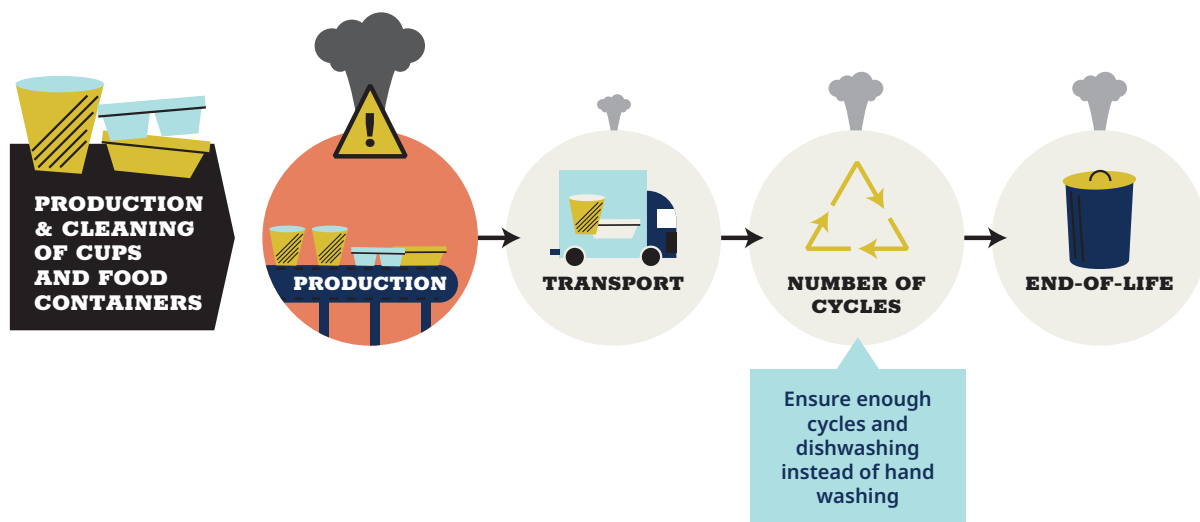 PRODUCTION
& CLEANING
OF CUPS
AND FOOD
CONTAINERS
!
PRODUCTION
TRANSPORT
NUMBER OF
CYCLES
END-OF-LIFE
Ensure enough
cycles and
dishwashing
instead of hand
washing